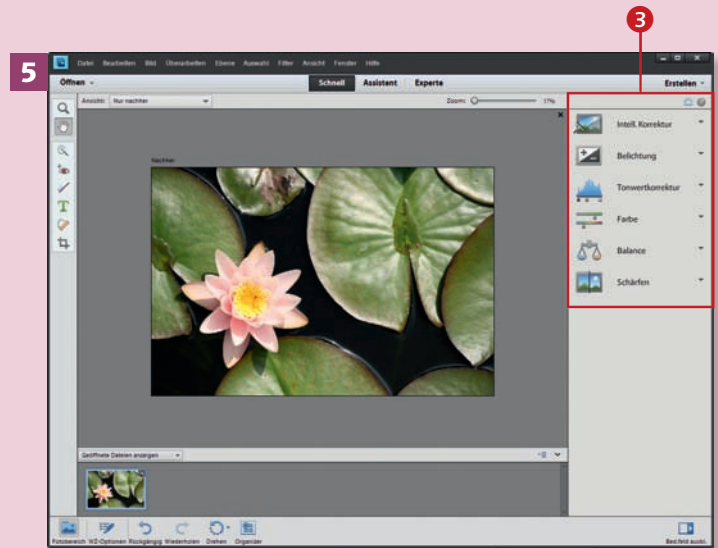 3
5
Datei Bearbeiten Bild Überarbeiten Ebene Auswahl Filter Ansicht Fenster Hilfe
Öffnen Schnell Assistent Experte Erstellen
Ansicht: Nur nachher Zoom: 17%
Nachher
Intell. Korrektur
Belichtung
Tonwertkorrektur
Farbe
Balance
Schärfen
Geöffnete Dateien anzeigen
Fotobereich WZ-Optionen Rückgängig Wiederholen Drehen Organizer Bed.feld ausbl.